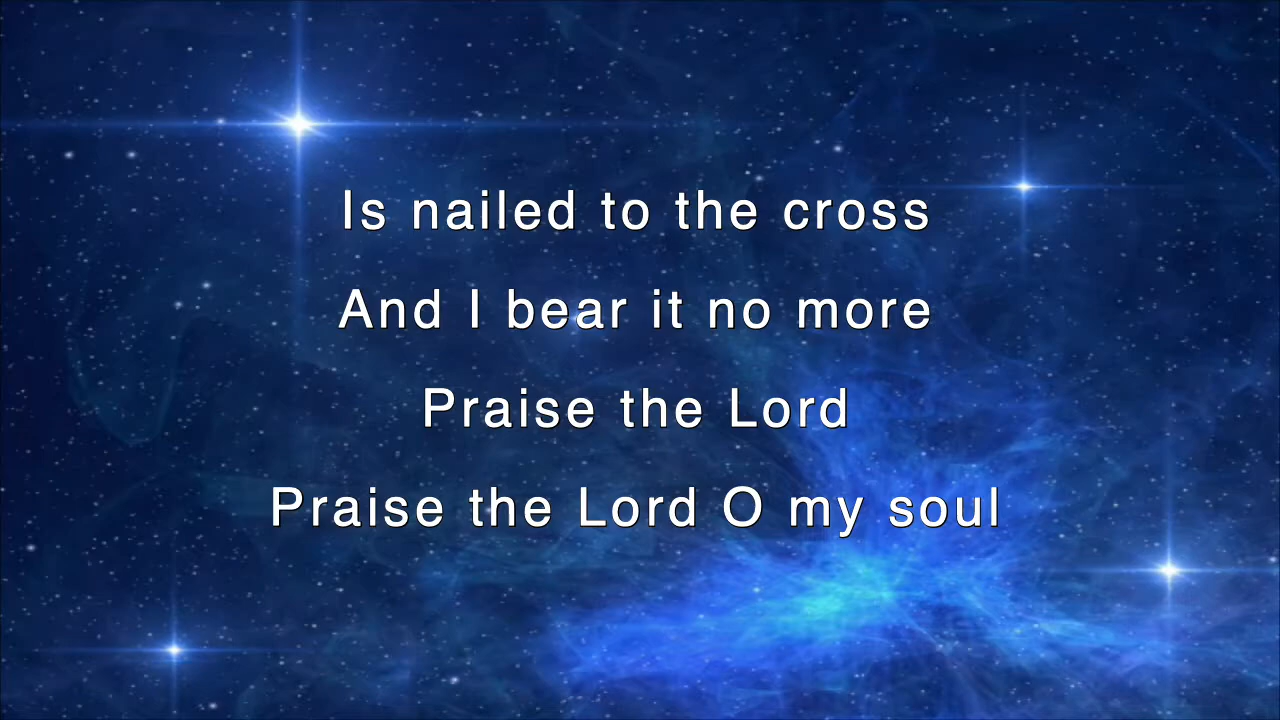 Is nailed to the cross
And I bear it no more
Praise the Lord
Praise the Lord O my soul